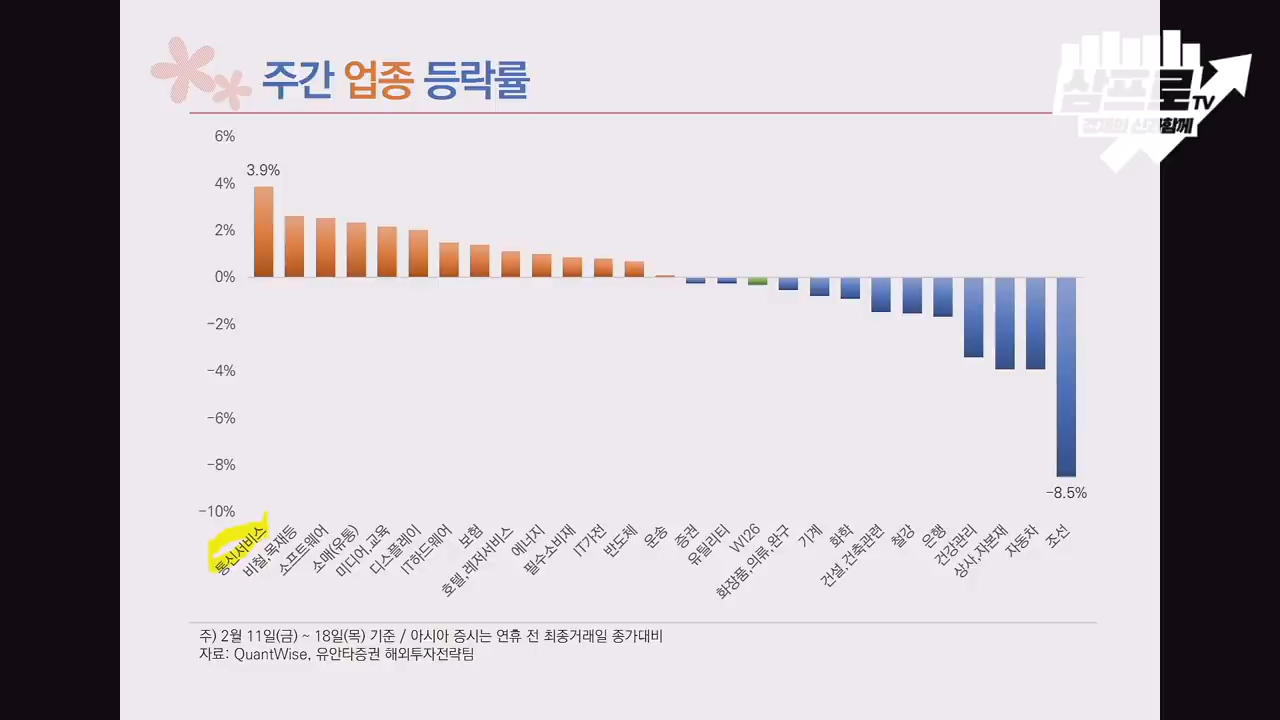 주간 업종 등락률
삼프로TV
경제의 신과함께
6%
4%
2%
0%
-2%
-4%
-6%
-8%
-10%
3.9%
-8.5%
통신서비스
비철,목재등
소프트웨어
소매(유통)
미디어,교육
디스플레이
IT하드웨어
보험
호텔,레저서비스
에너지
필수소비재
IT가전
반도체
운송
증권
유틸리티
WI26
화장품,의류,완구
기계
화학
건설,건축관련
철강
은행
건강관리
상사,자본재
자동차
조선
주) 2월 11일(금) ~ 18일(목) 기준 / 아시아 증시는 연휴 전 최종거래일 종가대비
자료: QuantWise, 유안타증권 해외투자전략팀